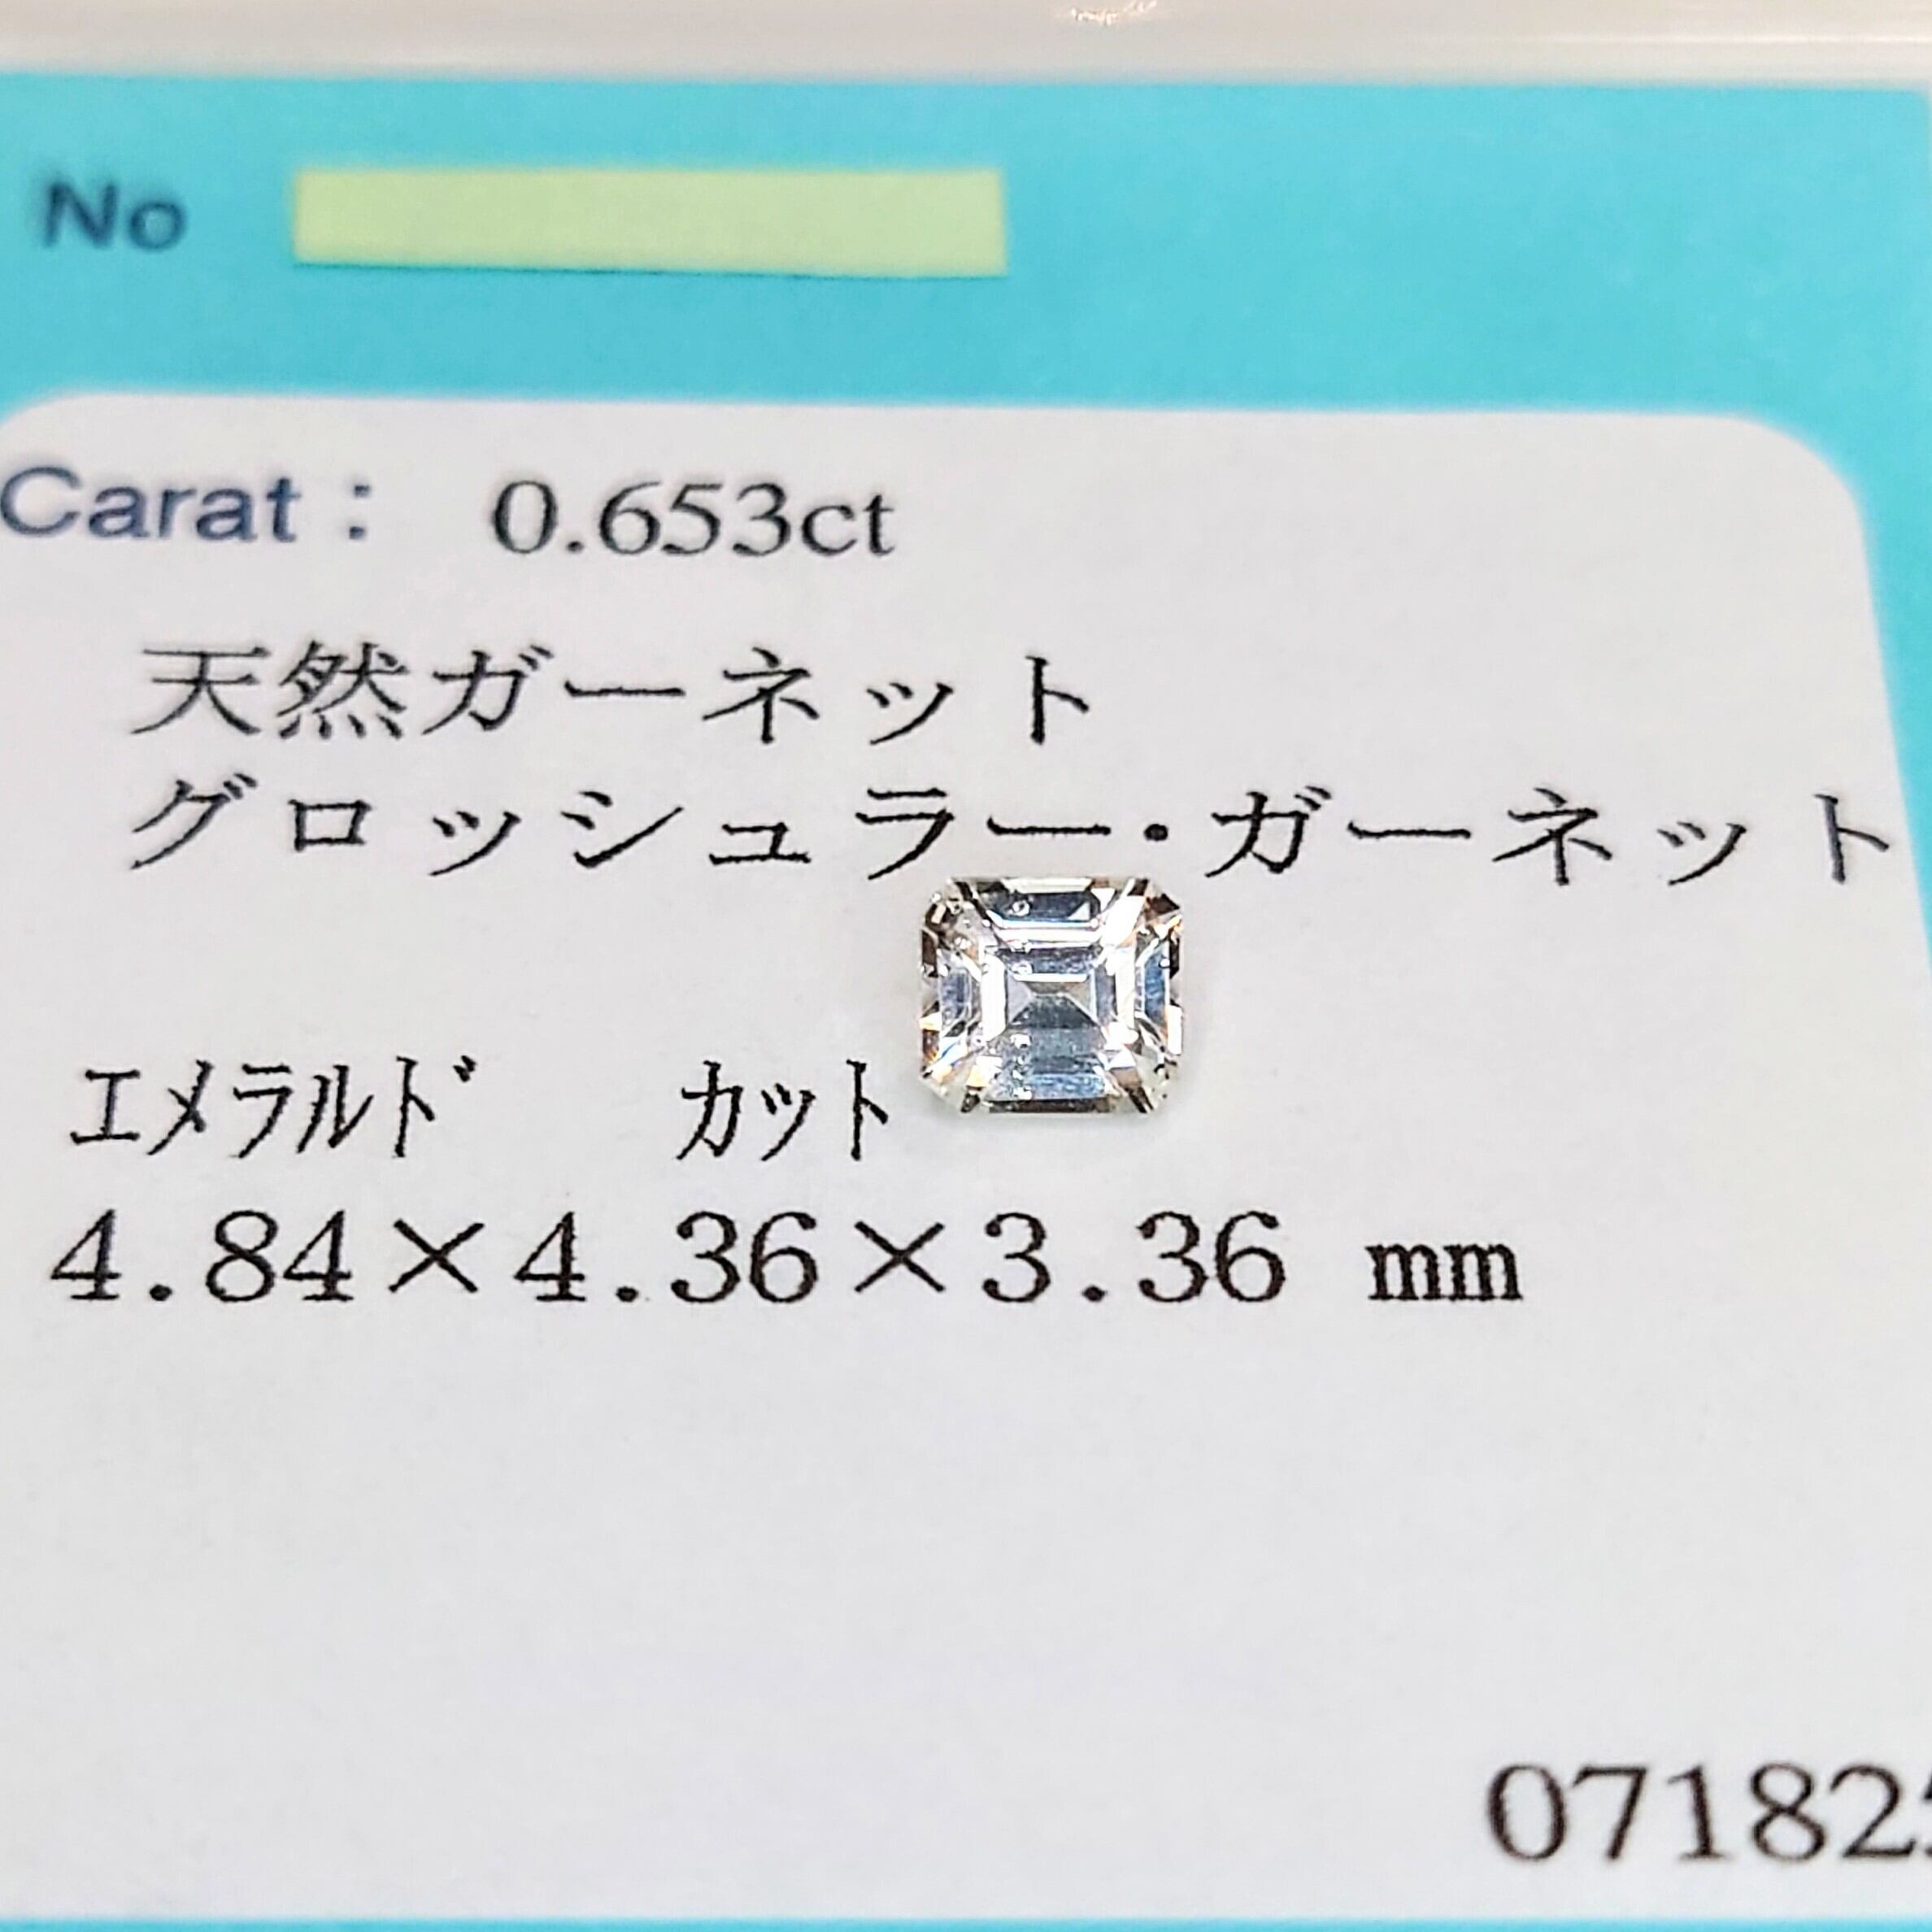 No
Carat : 0.653ct
天然ガーネット
グロッシュラー・ガーネット
エメラルド カット
4.84×4.36×3.36 mm
07182